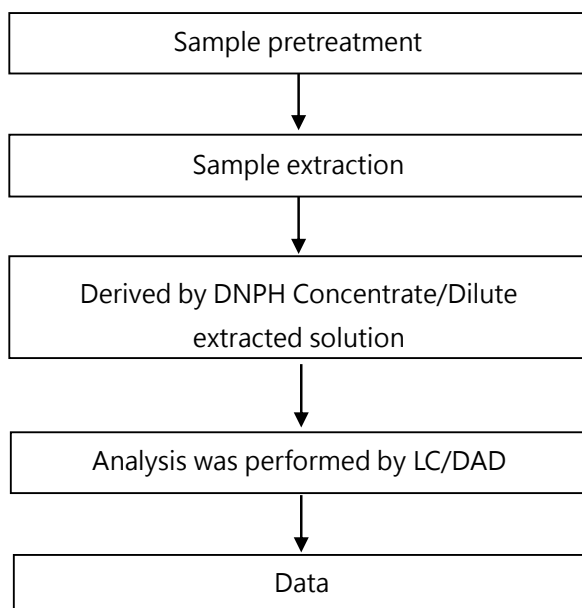 Sample pretreatment
Sample extraction
Derived by DNPH Concentrate/Dilute
extracted solution
Analysis was performed by LC/DAD
Data